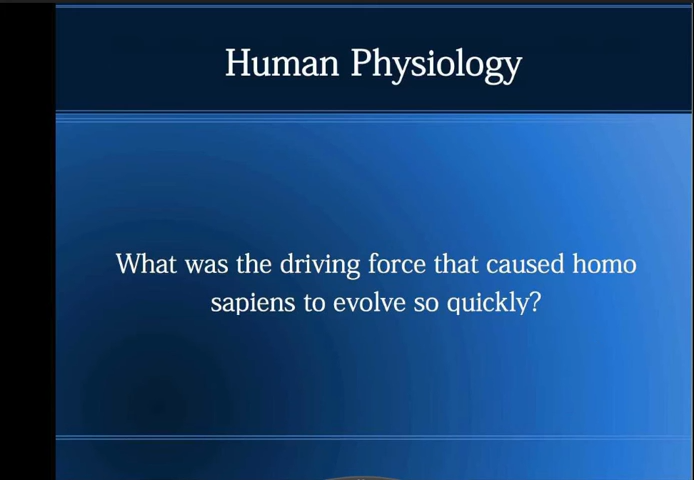 Human Physiology
What was the driving force that caused homo
sapiens to evolve so quickly?